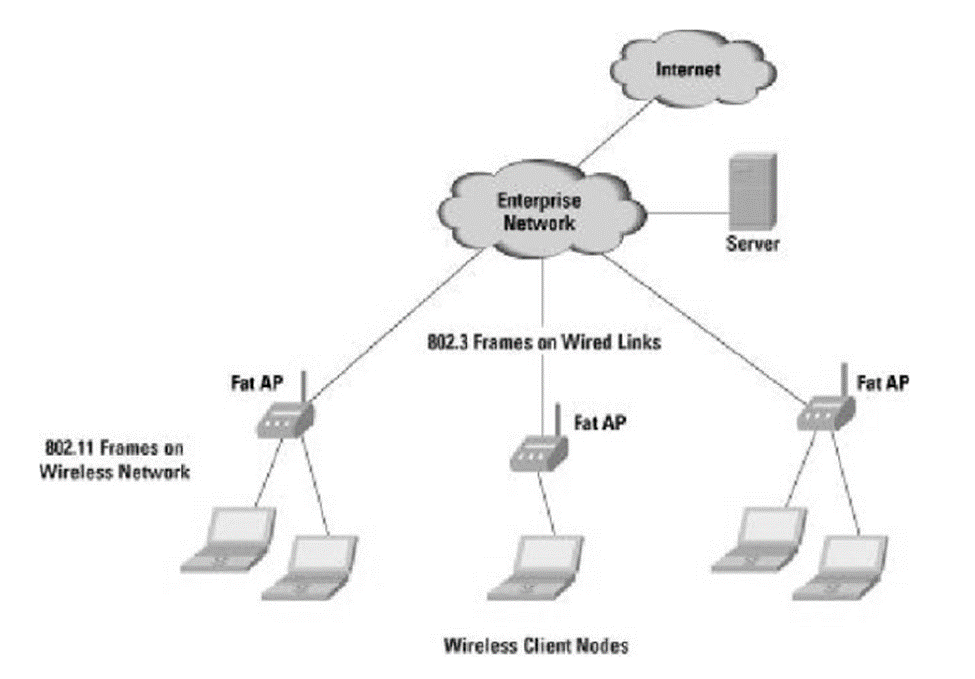 Internet
Enterprise
Network
Server
802.3 Frames on Wired Links
Fat AP
Fat AP
Fat AP
802.11 Frames on
Wireless Network
Wireless Client Nodes